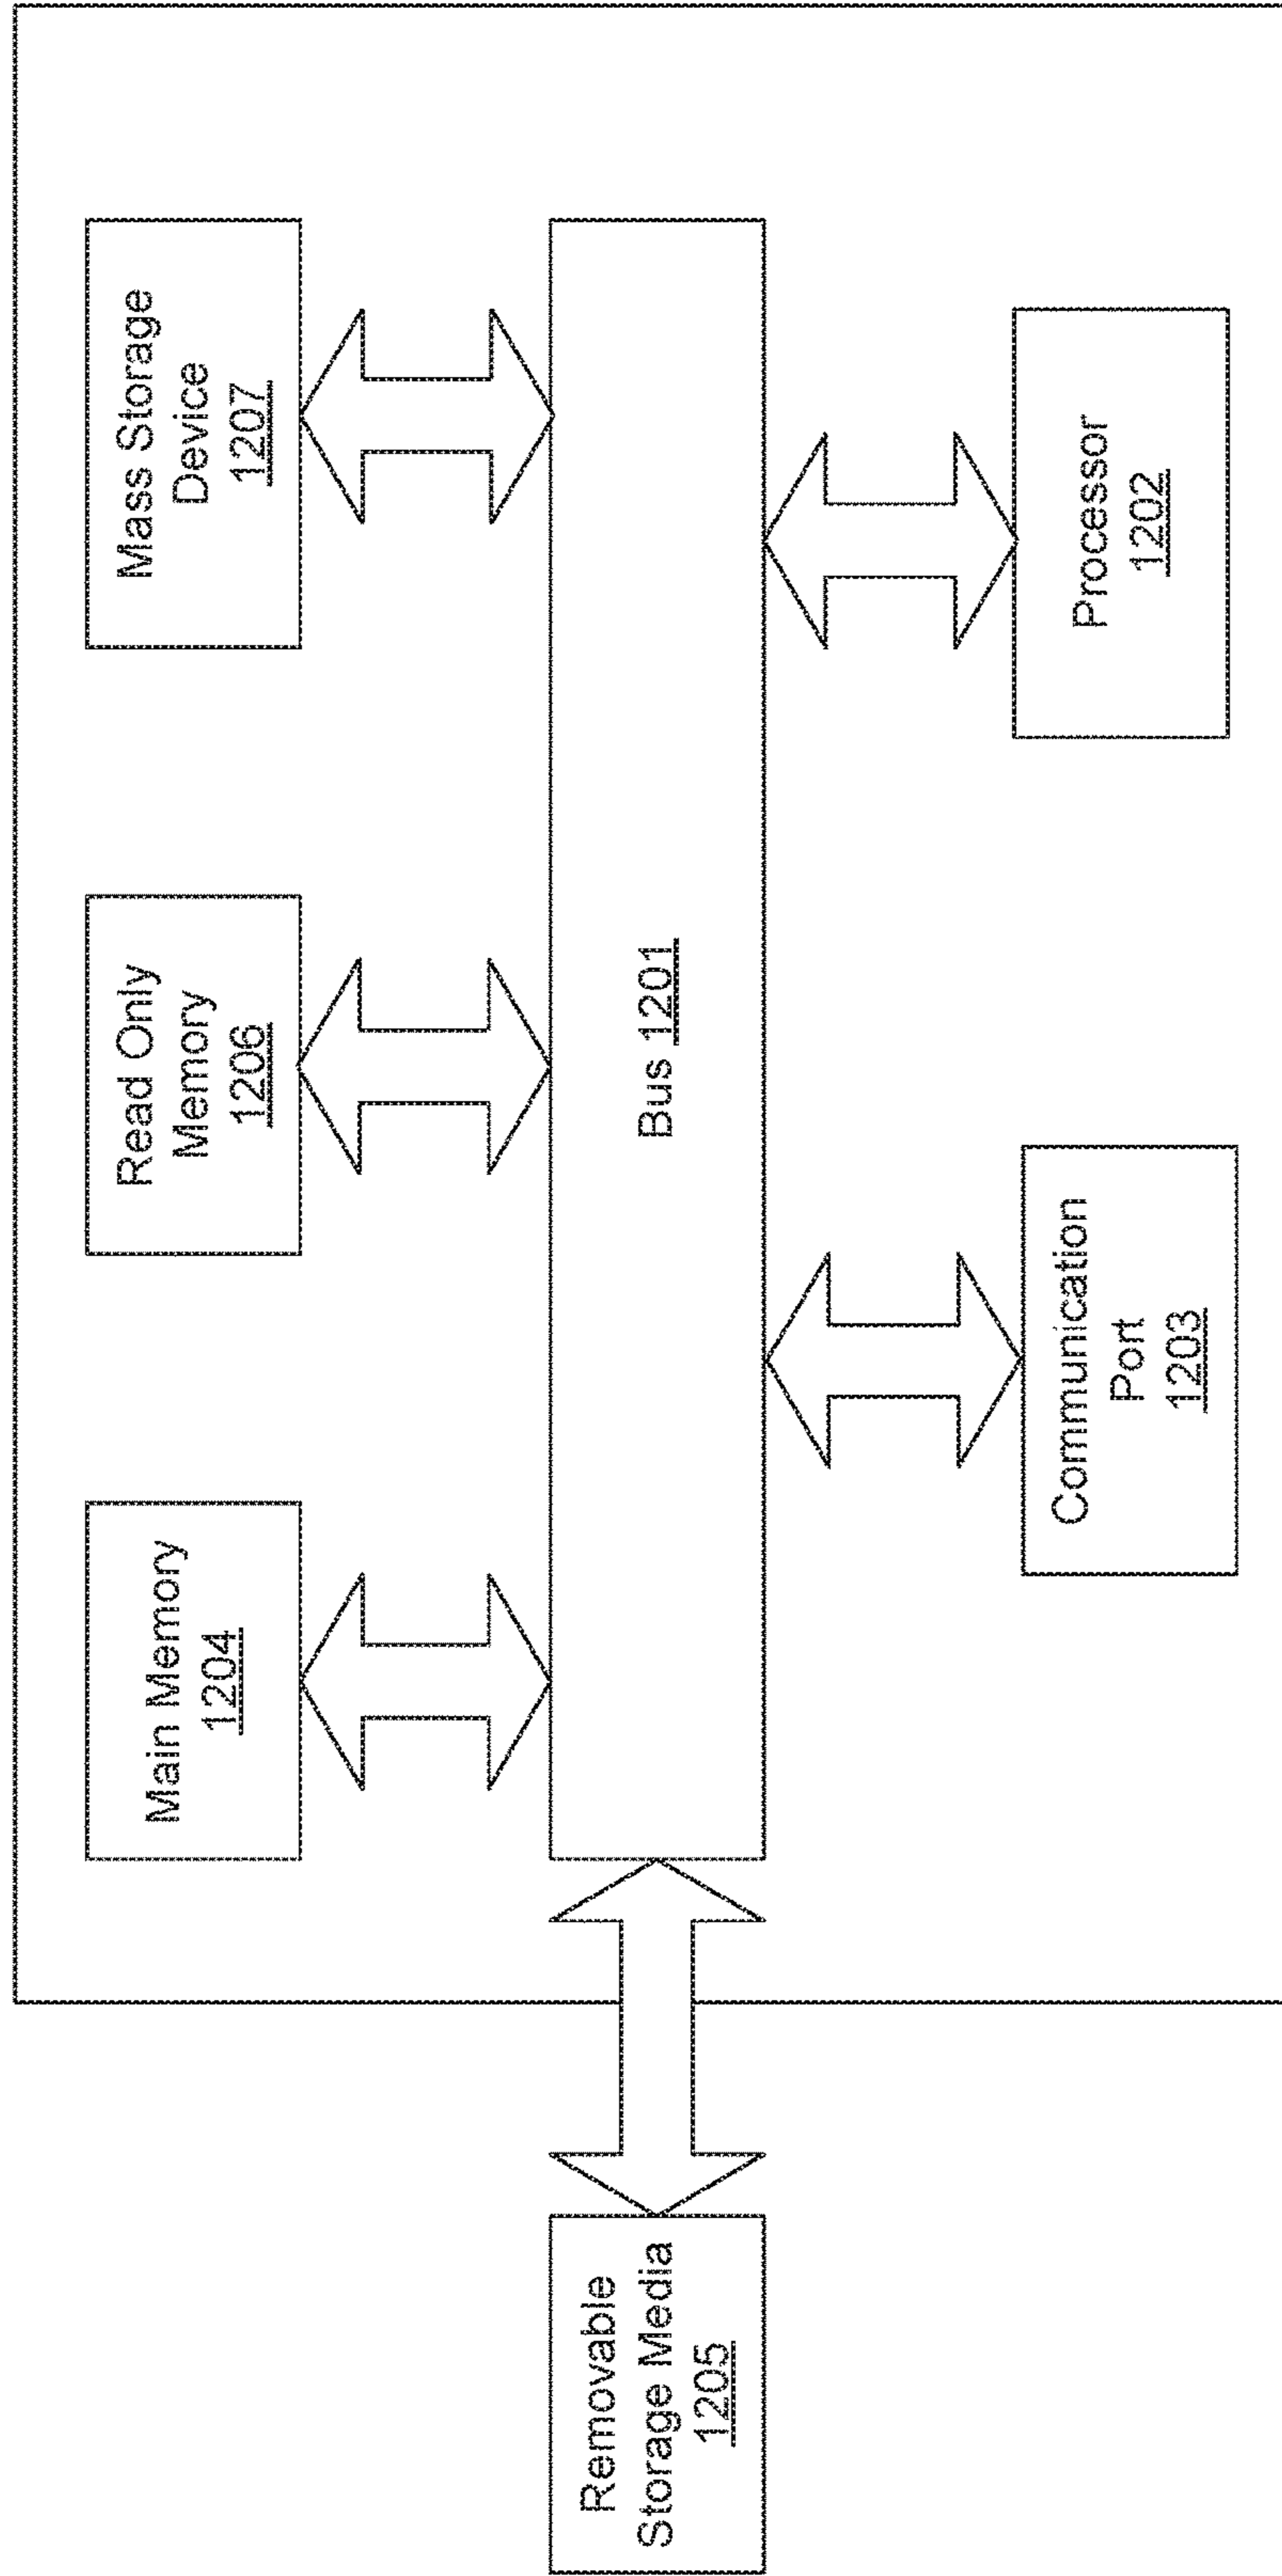 Removable
Storage Media
1205
Main Memory
1204
Read Only
Memory
1206
Mass Storage
Device
1207
Bus 1201
Communication
Port
1203
Processor
1202